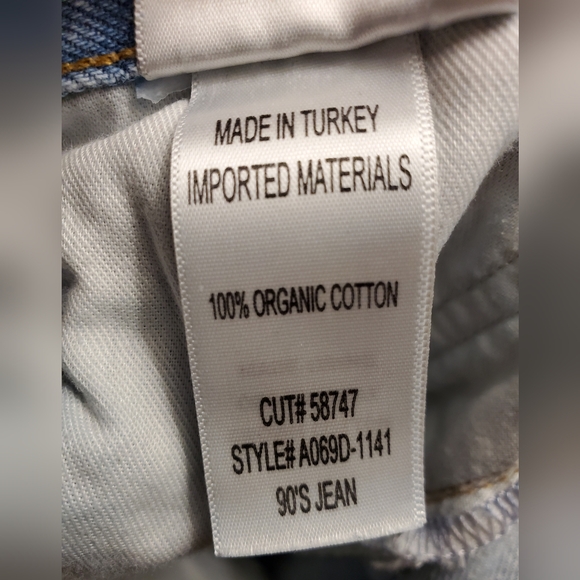 MADE IN TURKEY
IMPORTED MATERIALS
100% ORGANIC COTTON
CUT# 58747
STYLE# A069D-1141
90'S JEAN